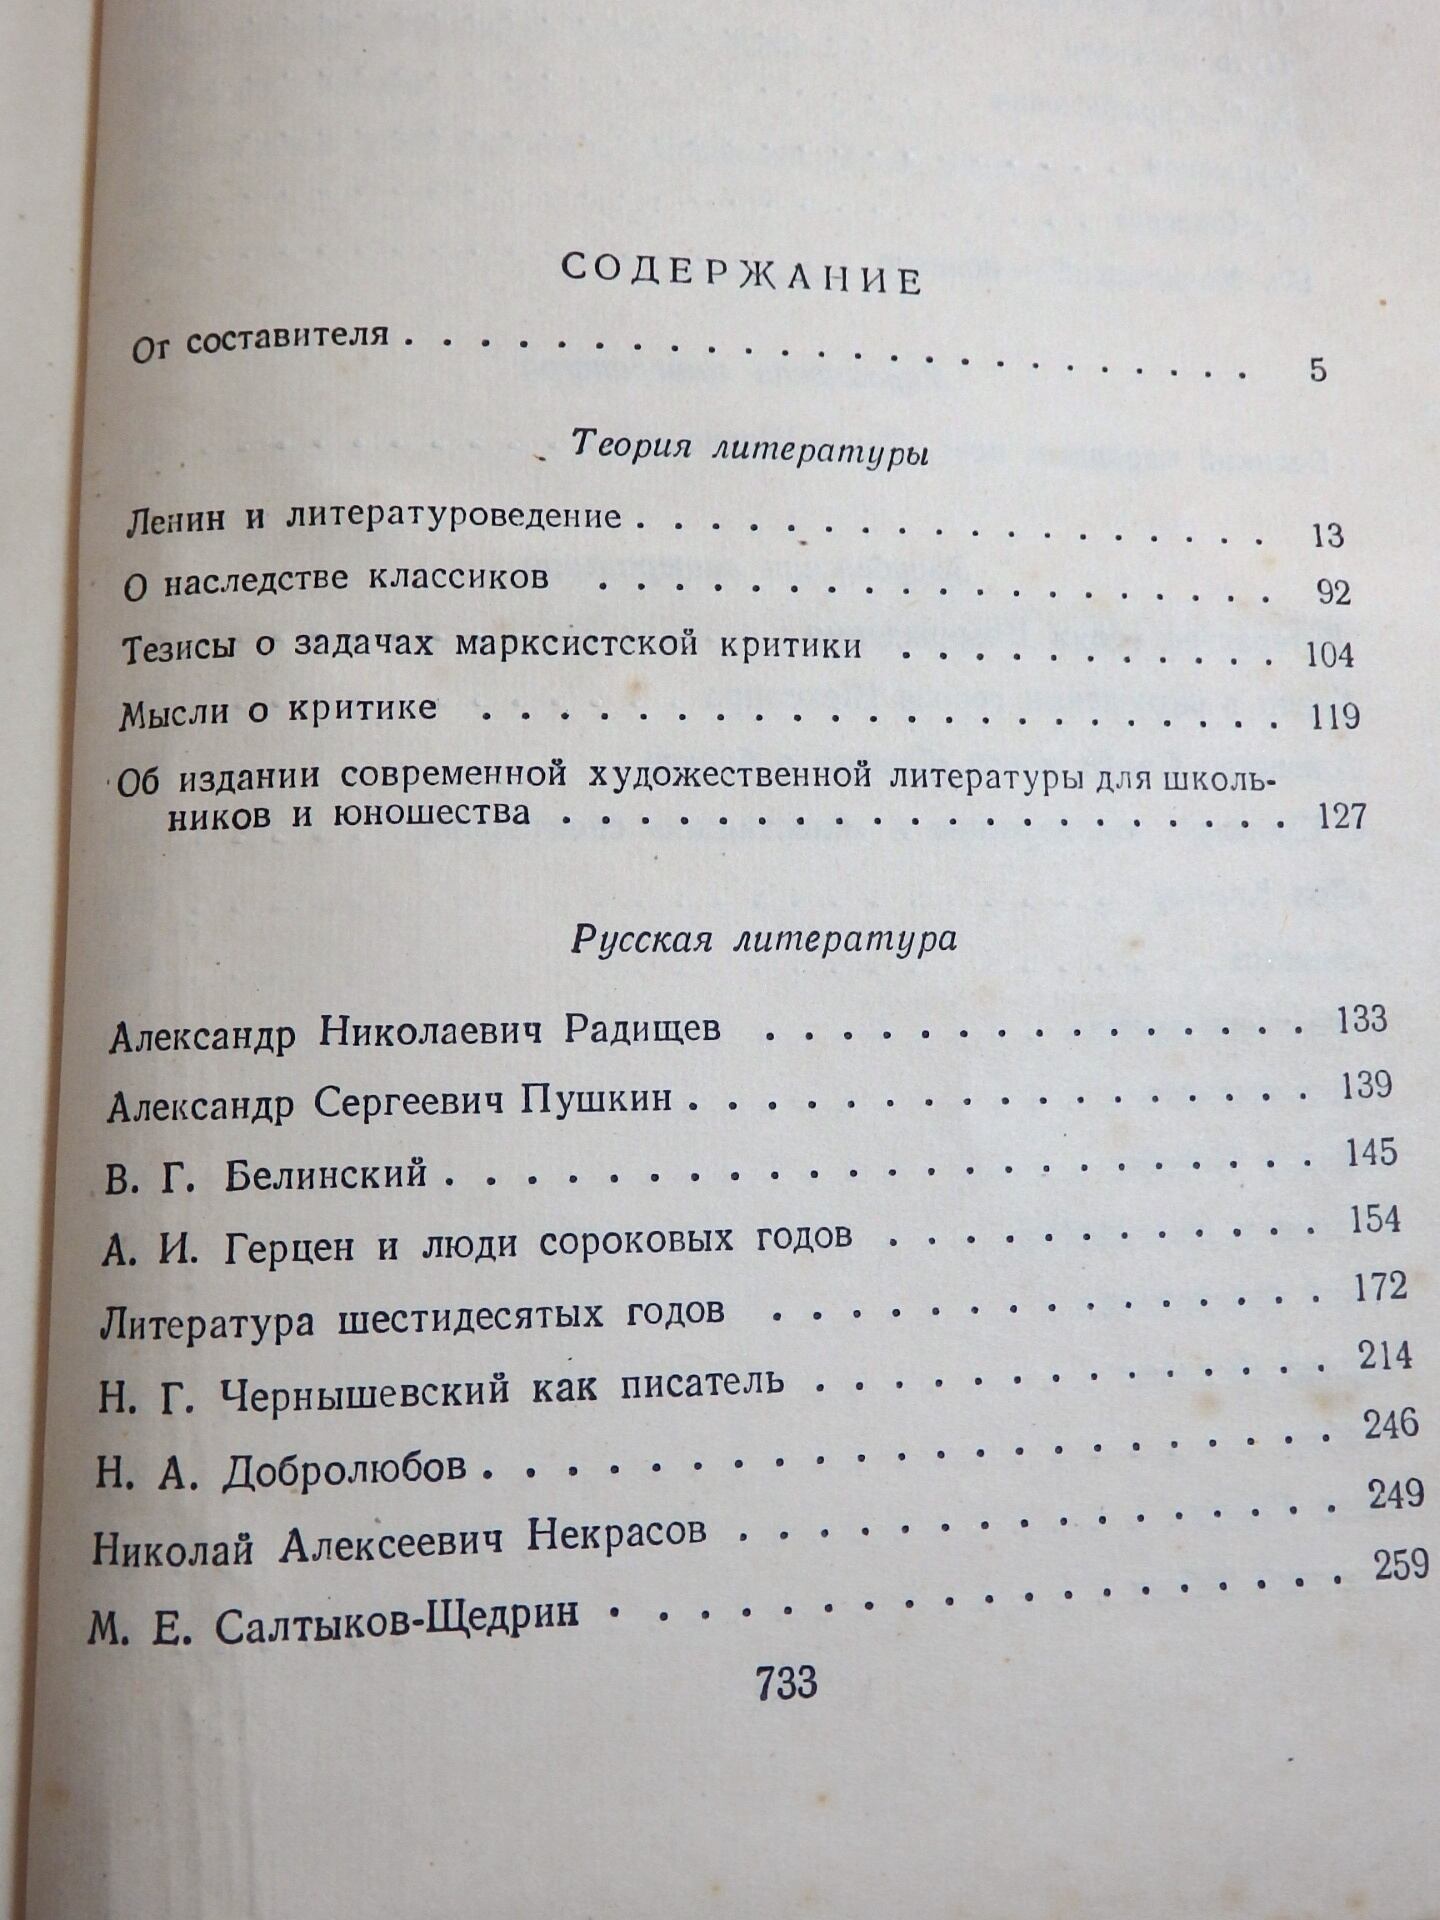 СОДЕРЖАНИЕ
От составителя . . . . . . . . . . . . . . . . . . . . . . . 5
Теория литературы
Ленин и литературоведение . . . . . . . . . . . . . . . . . 13
О наследстве классиков . . . . . . . . . . . . . . . . . . 92
Тезисы о задачах марксистской критики . . . . . . . . . . 104
Мысли о критике . . . . . . . . . . . . . . . . . . . . . 119
Об издании современной художественной литературы для школь-
ников и юношества . . . . . . . . . . . . . . . . . . . . 127
Русская литература
Александр Николаевич Радищев . . . . . . . . . . . . . . 133
Александр Сергеевич Пушкин . . . . . . . . . . . . . . . . 139
В. Г. Белинский . . . . . . . . . . . . . . . . . . . . . . 145
А. И. Герцен и люди сороковых годов . . . . . . . . . . . 154
Литература шестидесятых годов . . . . . . . . . . . . . . 172
Н. Г. Чернышевский как писатель . . . . . . . . . . . . . 214
Н. А. Добролюбов . . . . . . . . . . . . . . . . . . . . . 246
Николай Алексеевич Некрасов . . . . . . . . . . . . . . . 249
М. Е. Салтыков-Щедрин . . . . . . . . . . . . . . . . . . 259
733